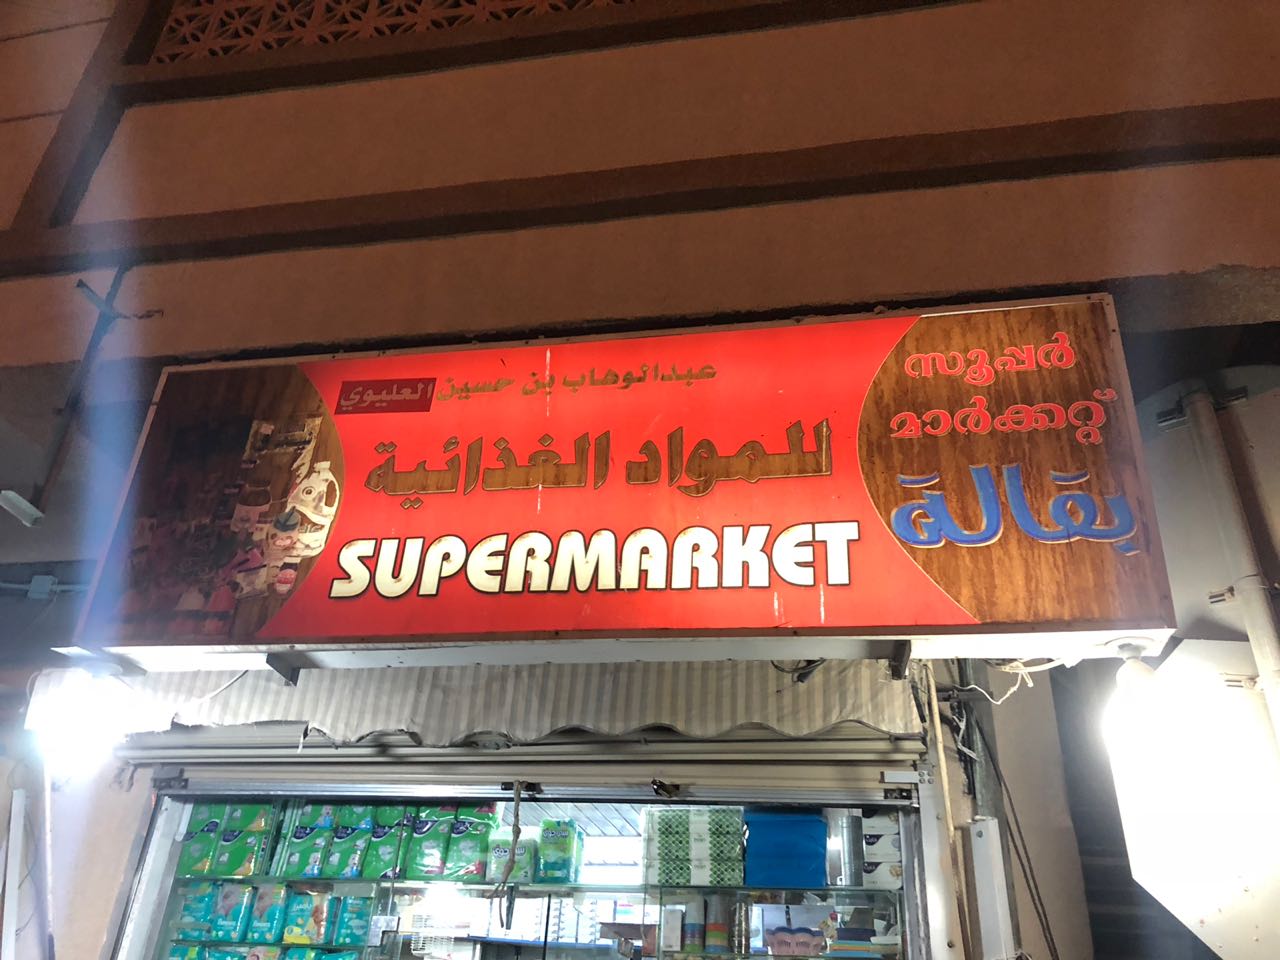 عبدالوهاب بن حسين العليوي
للمواد الغذائية
SUPERMARKET
സൂപ്പർ
മാർക്കറ്റ്
بقالة